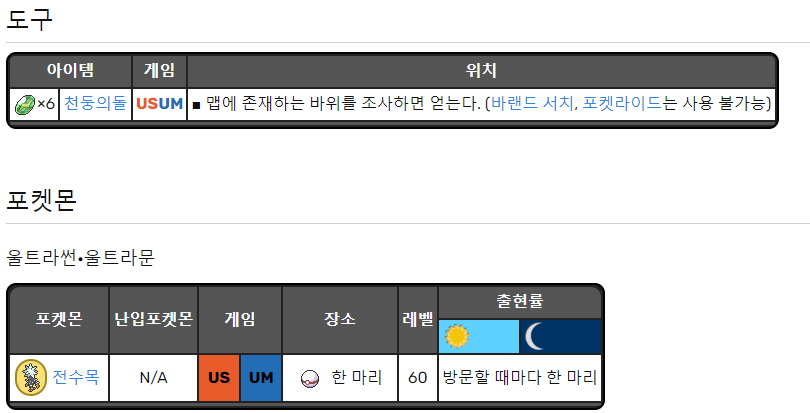 도구
아이템 게임 위치
×6 천둥의돌 USUM ■ 맵에 존재하는 바위를 조사하면 얻는다. (바랜드 서치, 포켓라이드는 사용 불가능)
포켓몬
울트라썬•울트라문
포켓몬 난입포켓몬 게임 장소 레벨 출현률
전수목 N/A US UM 한 마리 60 방문할 때마다 한 마리